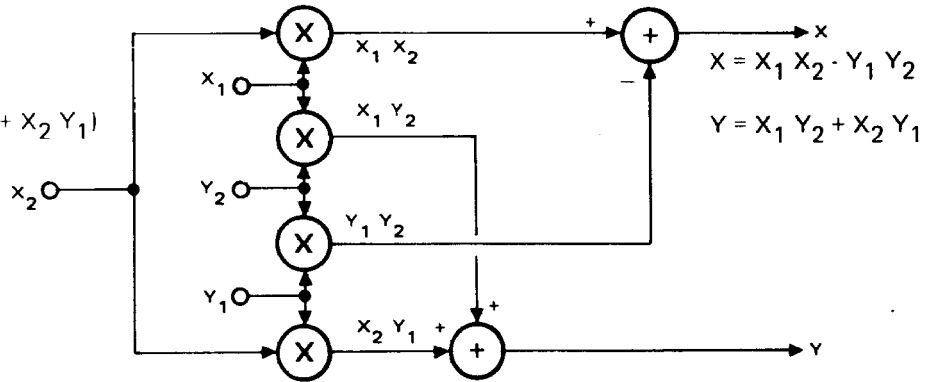 + X
X₁ X₂
X = X₁ X₂ - Y₁ Y₂
X₁
−
X₁ Y₂
+ X₂ Y₁)
Y = X₁ Y₂ + X₂ Y₁
X
X₂
Y₂
Y₁ Y₂
X
Y₁
+
X₂ Y₁ +
X
+
Y
X
+